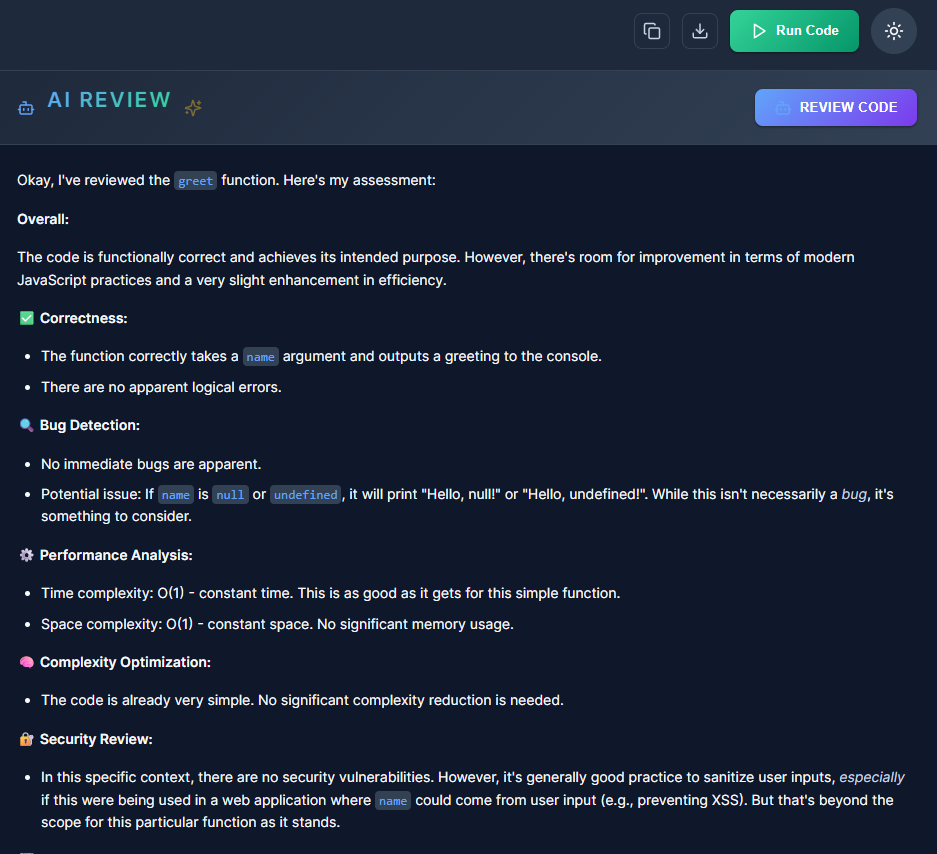 Run Code
AI REVIEW
REVIEW CODE
Okay, I've reviewed the greet function. Here's my assessment:
Overall:
The code is functionally correct and achieves its intended purpose. However, there's room for improvement in terms of modern
JavaScript practices and a very slight enhancement in efficiency.
✅ Correctness:
• The function correctly takes a name argument and outputs a greeting to the console.
• There are no apparent logical errors.
🔍 Bug Detection:
• No immediate bugs are apparent.
• Potential issue: If name is null or undefined, it will print "Hello, null!" or "Hello, undefined!". While this isn't necessarily a bug, it's
something to consider.
⚙️ Performance Analysis:
• Time complexity: O(1) - constant time. This is as good as it gets for this simple function.
• Space complexity: O(1) - constant space. No significant memory usage.
🧠 Complexity Optimization:
• The code is already very simple. No significant complexity reduction is needed.
🔐 Security Review:
• In this specific context, there are no security vulnerabilities. However, it's generally good practice to sanitize user inputs, especially
if this were being used in a web application where name could come from user input (e.g., preventing XSS). But that's beyond the
scope for this particular function as it stands.